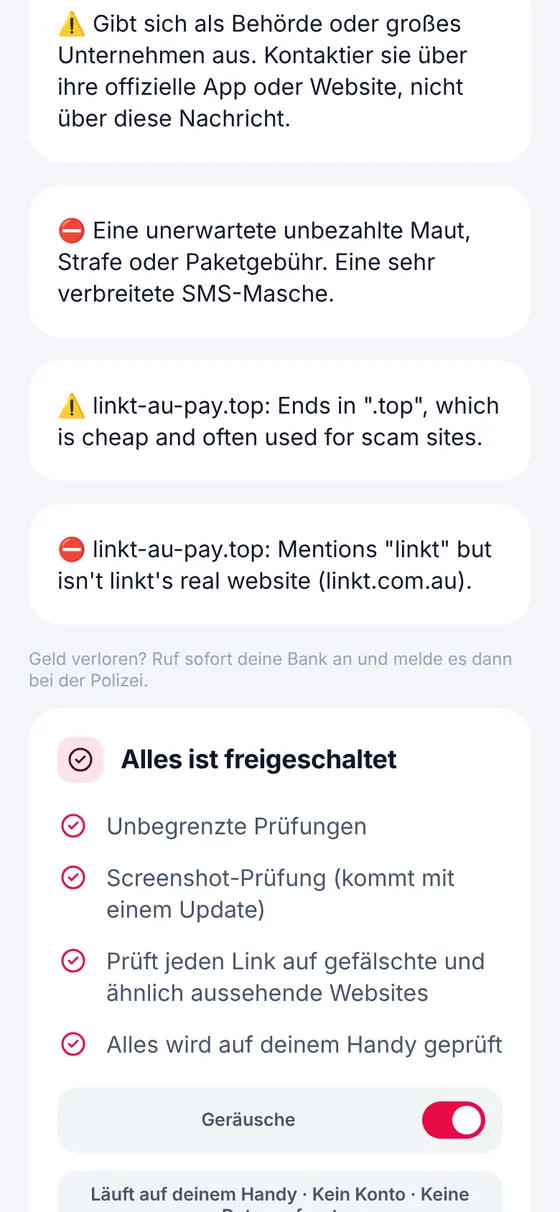 ⚠️ Gibt sich als Behörde oder großes
Unternehmen aus. Kontaktier sie über
ihre offizielle App oder Website, nicht
über diese Nachricht.
⛔ Eine unerwartete unbezahlte Maut,
Strafe oder Paketgebühr. Eine sehr
verbreitete SMS-Masche.
⚠️ linkt-au-pay.top: Ends in ".top", which
is cheap and often used for scam sites.
⛔ linkt-au-pay.top: Mentions "linkt" but
isn't linkt's real website (linkt.com.au).
Geld verloren? Ruf sofort deine Bank an und melde es dann
bei der Polizei.
Alles ist freigeschaltet
Unbegrenzte Prüfungen
Screenshot-Prüfung (kommt mit
einem Update)
Prüft jeden Link auf gefälschte und
ähnlich aussehende Websites
Alles wird auf deinem Handy geprüft
Geräusche
Läuft auf deinem Handy · Kein Konto · Keine